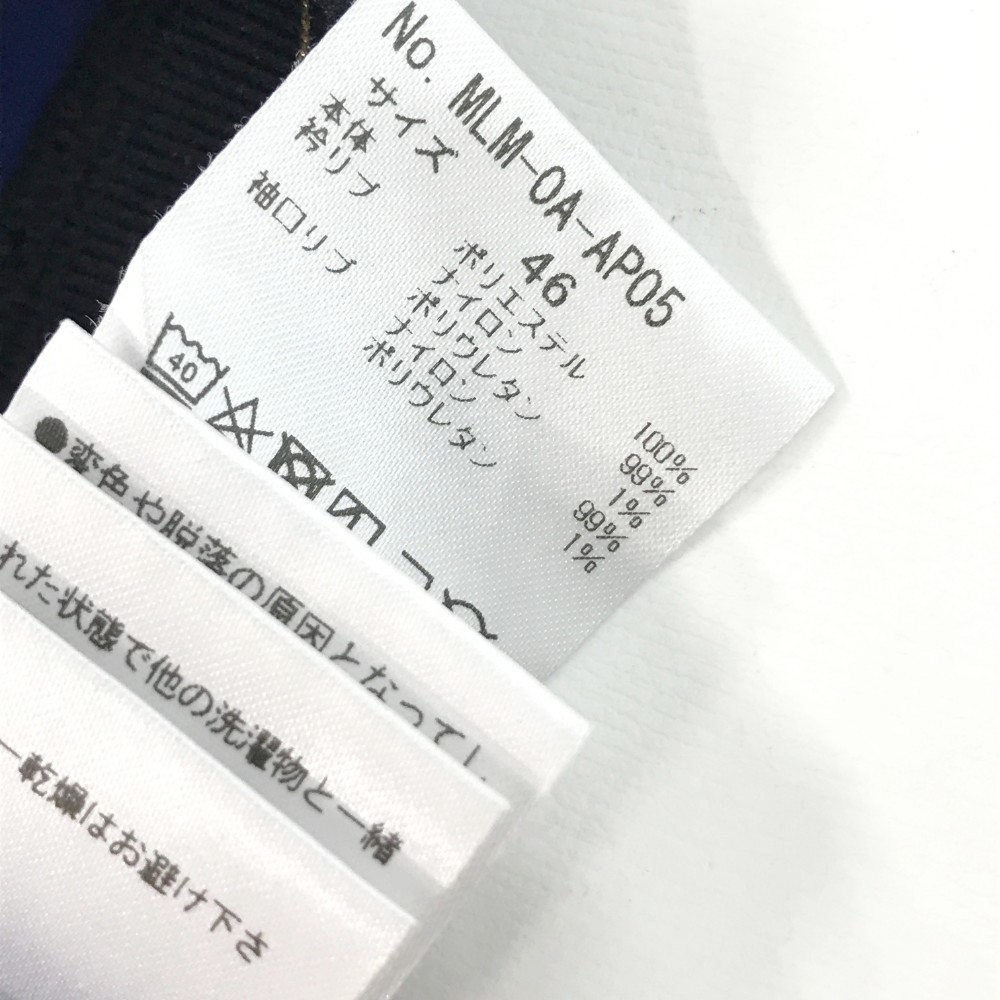 No. MLM-OA-AP05
サイズ 46
本体 ポリエステル 100%
衿リブ ナイロン 99%
ポリウレタン 1%
袖口リブ ナイロン 99%
ポリウレタン 1%
40
●変色や脱落の原因となってし
れた状態で他の洗濯物と一緒
ー乾燥はお避け下さ